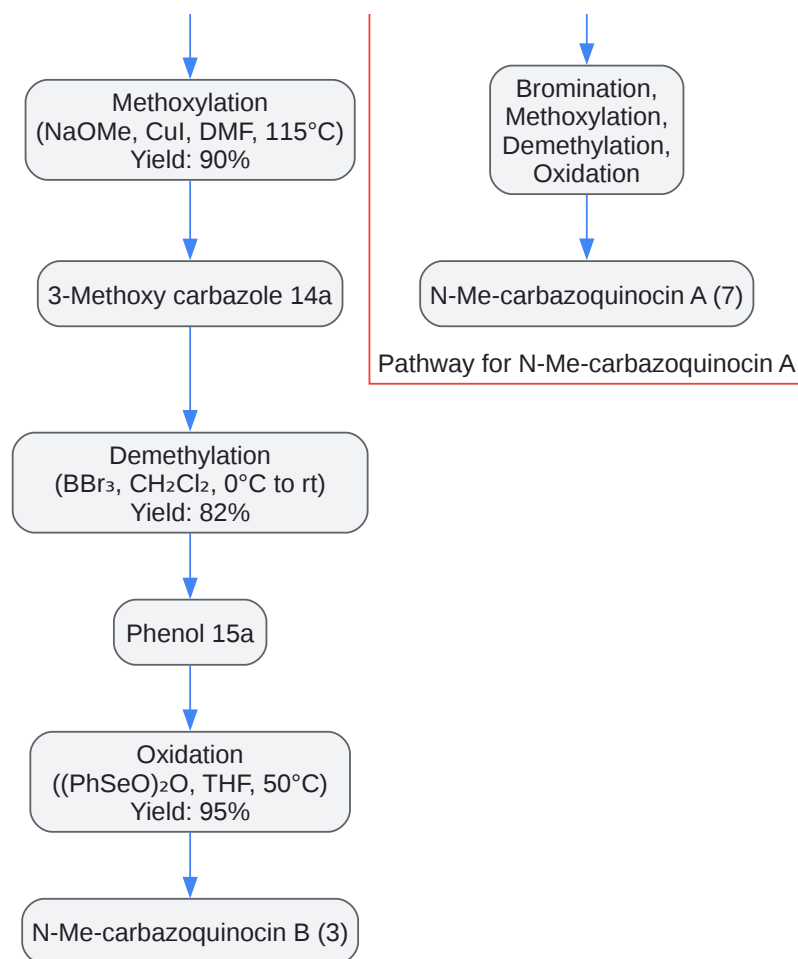 Methoxylation
(NaOMe, CuI, DMF, 115°C)
Yield: 90%
3-Methoxy carbazole 14a
Demethylation
(BBr₃, CH₂Cl₂, 0°C to rt)
Yield: 82%
Phenol 15a
Oxidation
((PhSeO)₂O, THF, 50°C)
Yield: 95%
N-Me-carbazoquinocin B (3)
Bromination,
Methoxylation,
Demethylation,
Oxidation
N-Me-carbazoquinocin A (7)
Pathway for N-Me-carbazoquinocin A